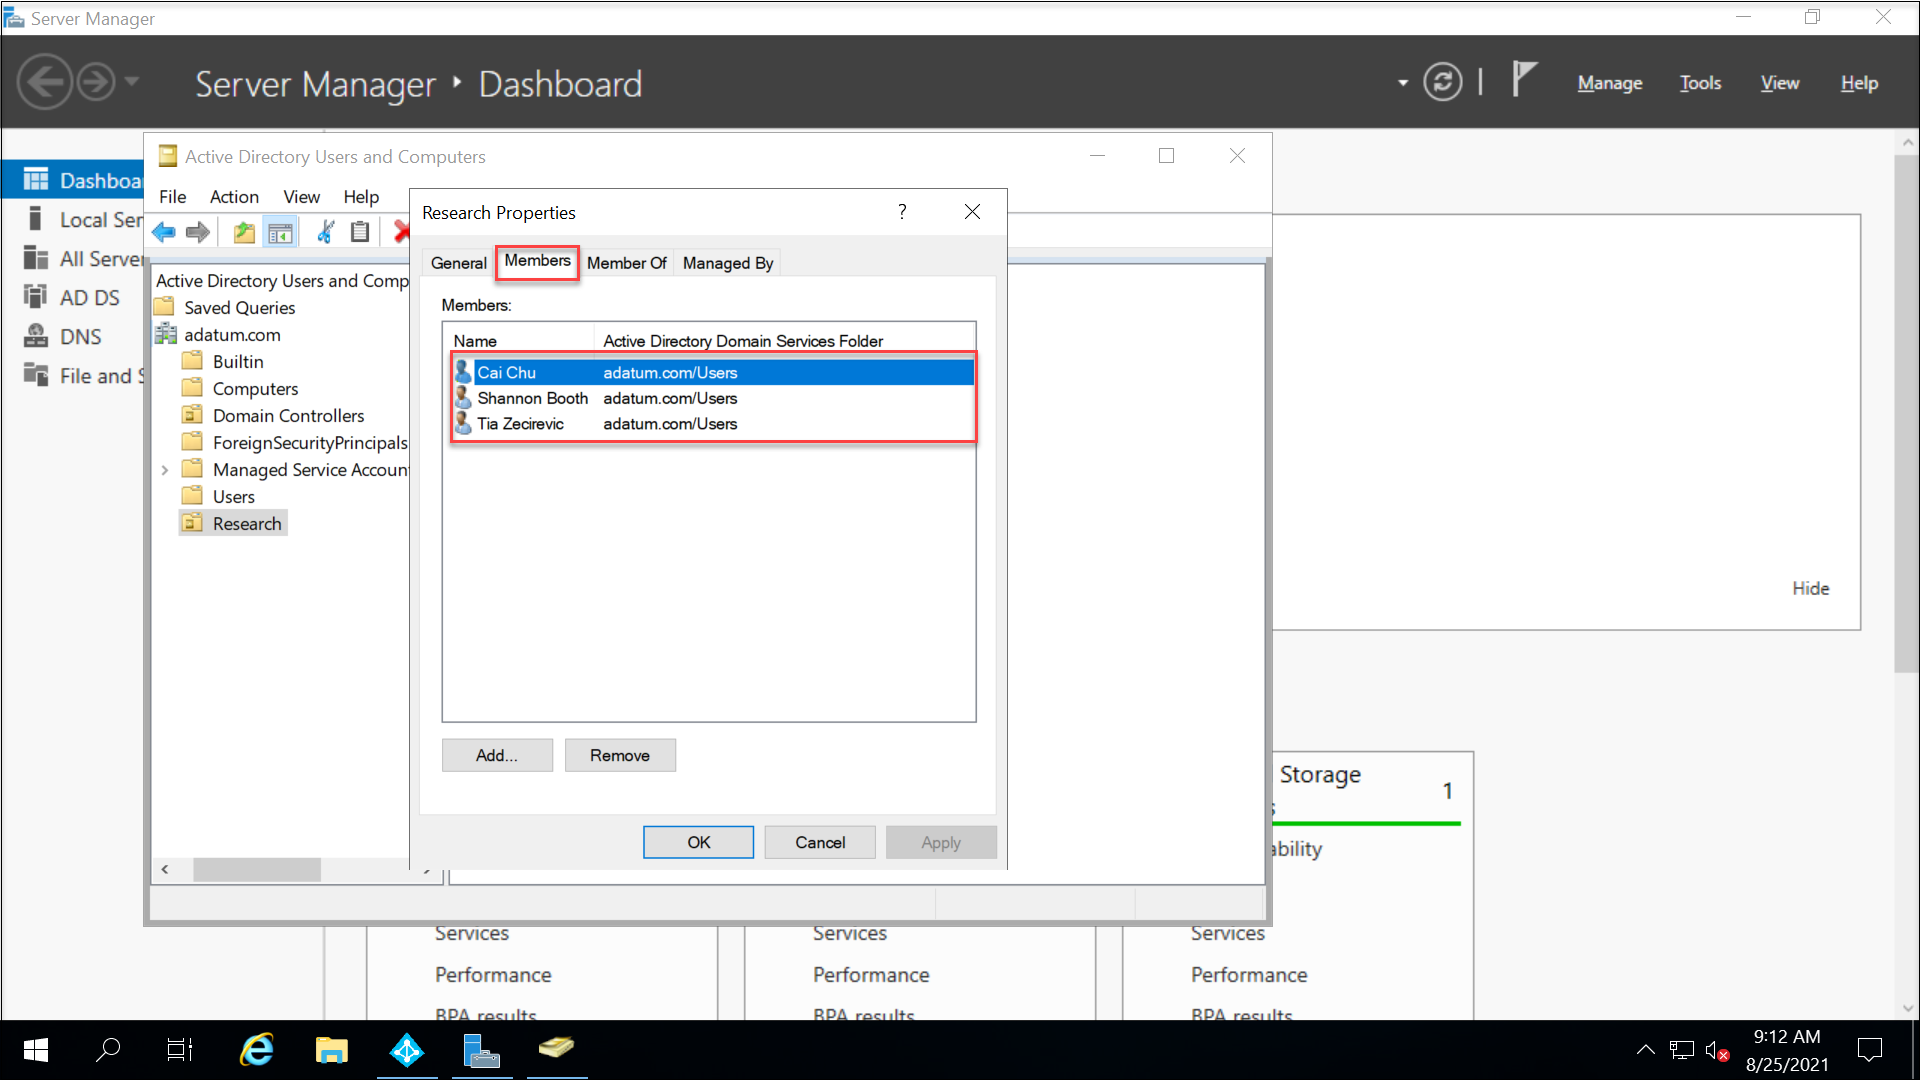 Server Manager
Server Manager ‣ Dashboard
Manage Tools View Help
Active Directory Users and Computers
File Action View Help
Research Properties
?
General Members Member Of Managed By
Members:
Name Active Directory Domain Services Folder
Cai Chu adatum.com/Users
Shannon Booth adatum.com/Users
Tia Zecirevic adatum.com/Users
Add... Remove
OK Cancel Apply
Dashboar
Local Ser
All Server
AD DS
DNS
File and S
Active Directory Users and Comp
Saved Queries
adatum.com
Builtin
Computers
Domain Controllers
ForeignSecurityPrincipals
Managed Service Accoun
Users
Research
Hide
Storage
1
s
ability
Services
Performance
BPA results
Services
Performance
BPA results
Services
Performance
BPA results
9:12 AM
8/25/2021